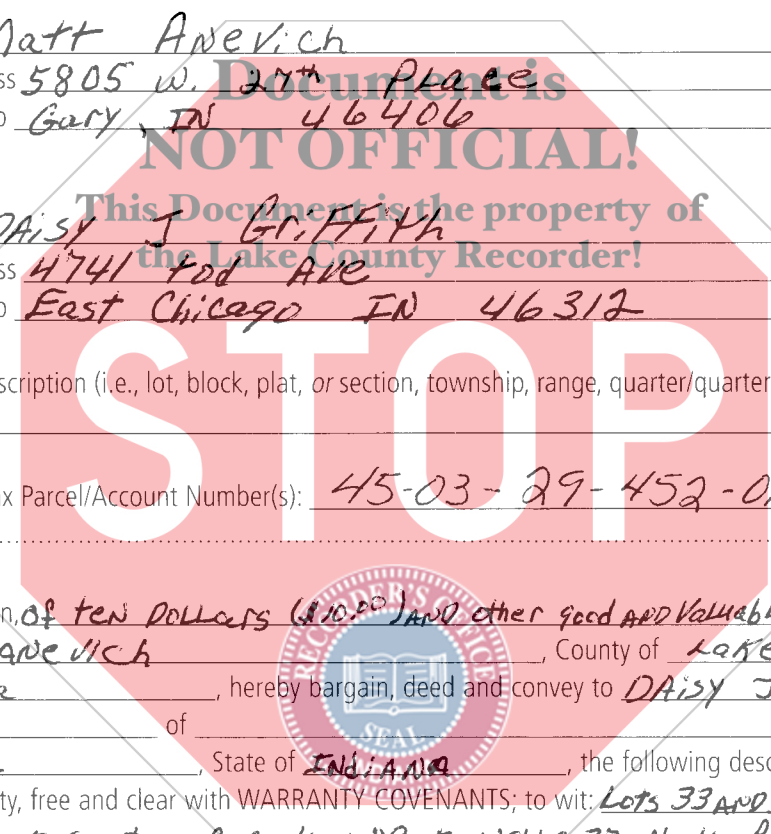 Matt Anevich
ss 5805 W. 27th Place
Document is
Gary, IN 46406
NOT OFFICIAL!
This Document is the property of
DAisy J Griffith
the Lake County Recorder!
ss 4741 tod Ave
East Chicago IN 46312
STOP
scription (i.e., lot, block, plat, or section, township, range, quarter/quarter
x Parcel/Account Number(s): 45-03-29-452-0
n, of ten Dollars ($10.00) AND other good AND Valuab
anevich, County of Lake
, hereby bargain, deed and convey to DAisy J
of
RECORDER'S OFFICE
SEAL
, State of INdiANA, the following desc
ty, free and clear with WARRANTY COVENANTS; to wit: Lots 33 AND